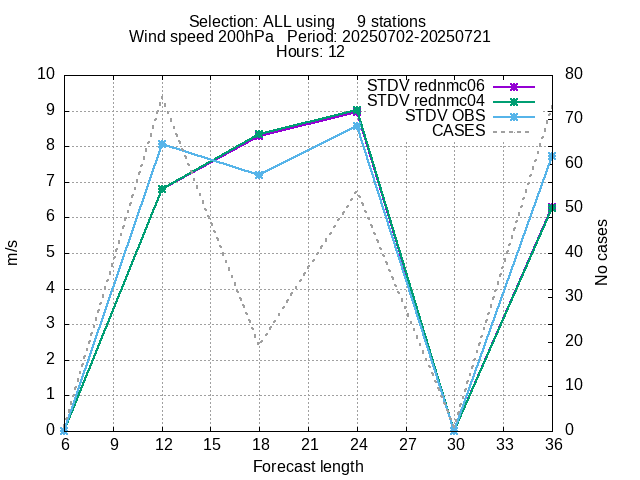 Selection: ALL using     9 stations
Wind speed 200hPa   Period: 20250702-20250721
Hours: 12
STDV rednmc06
STDV rednmc04
STDV OBS
CASES
10
9
8
7
6
5
4
3
2
1
0
m/s
80
70
60
50
40
30
20
10
0
No cases
6 9 12 15 18 21 24 27 30 33 36
Forecast length